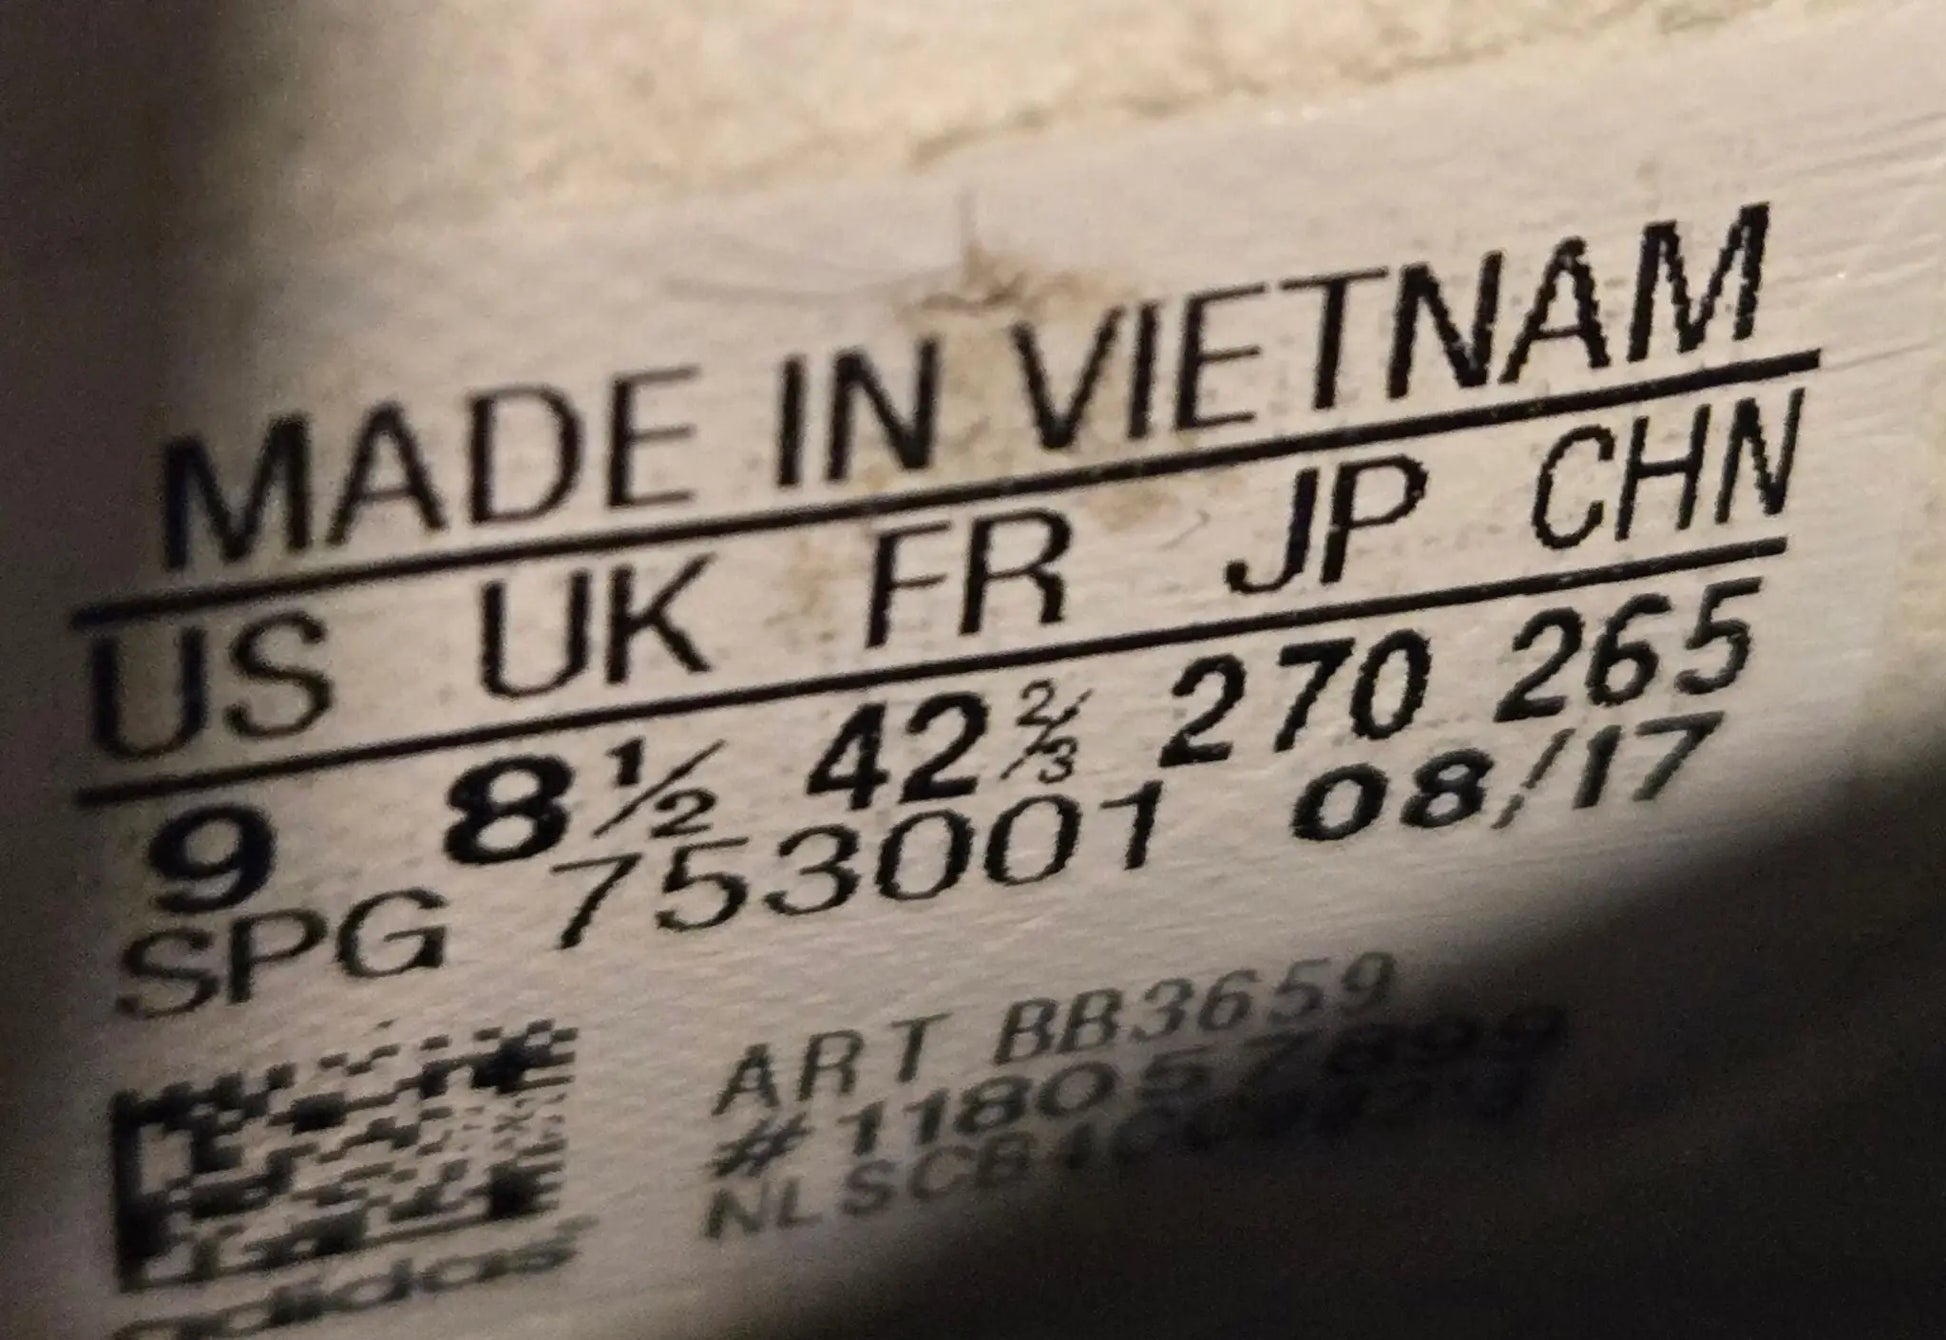 MADE IN VIETNAM
US UK FR JP CHN
9 8½ 42⅔ 270 265
SPG 753001 08/17
ART BB3659
adidas